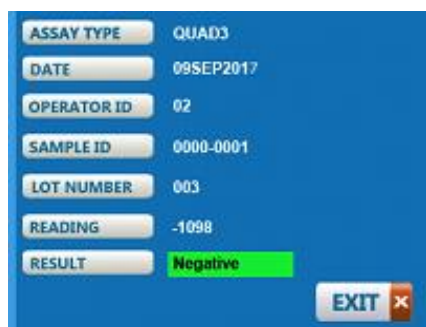 ASSAY TYPE QUAD3
DATE 09SEP2017
OPERATOR ID 02
SAMPLE ID 0000-0001
LOT NUMBER 003
READING -1098
RESULT Negative
EXIT ×